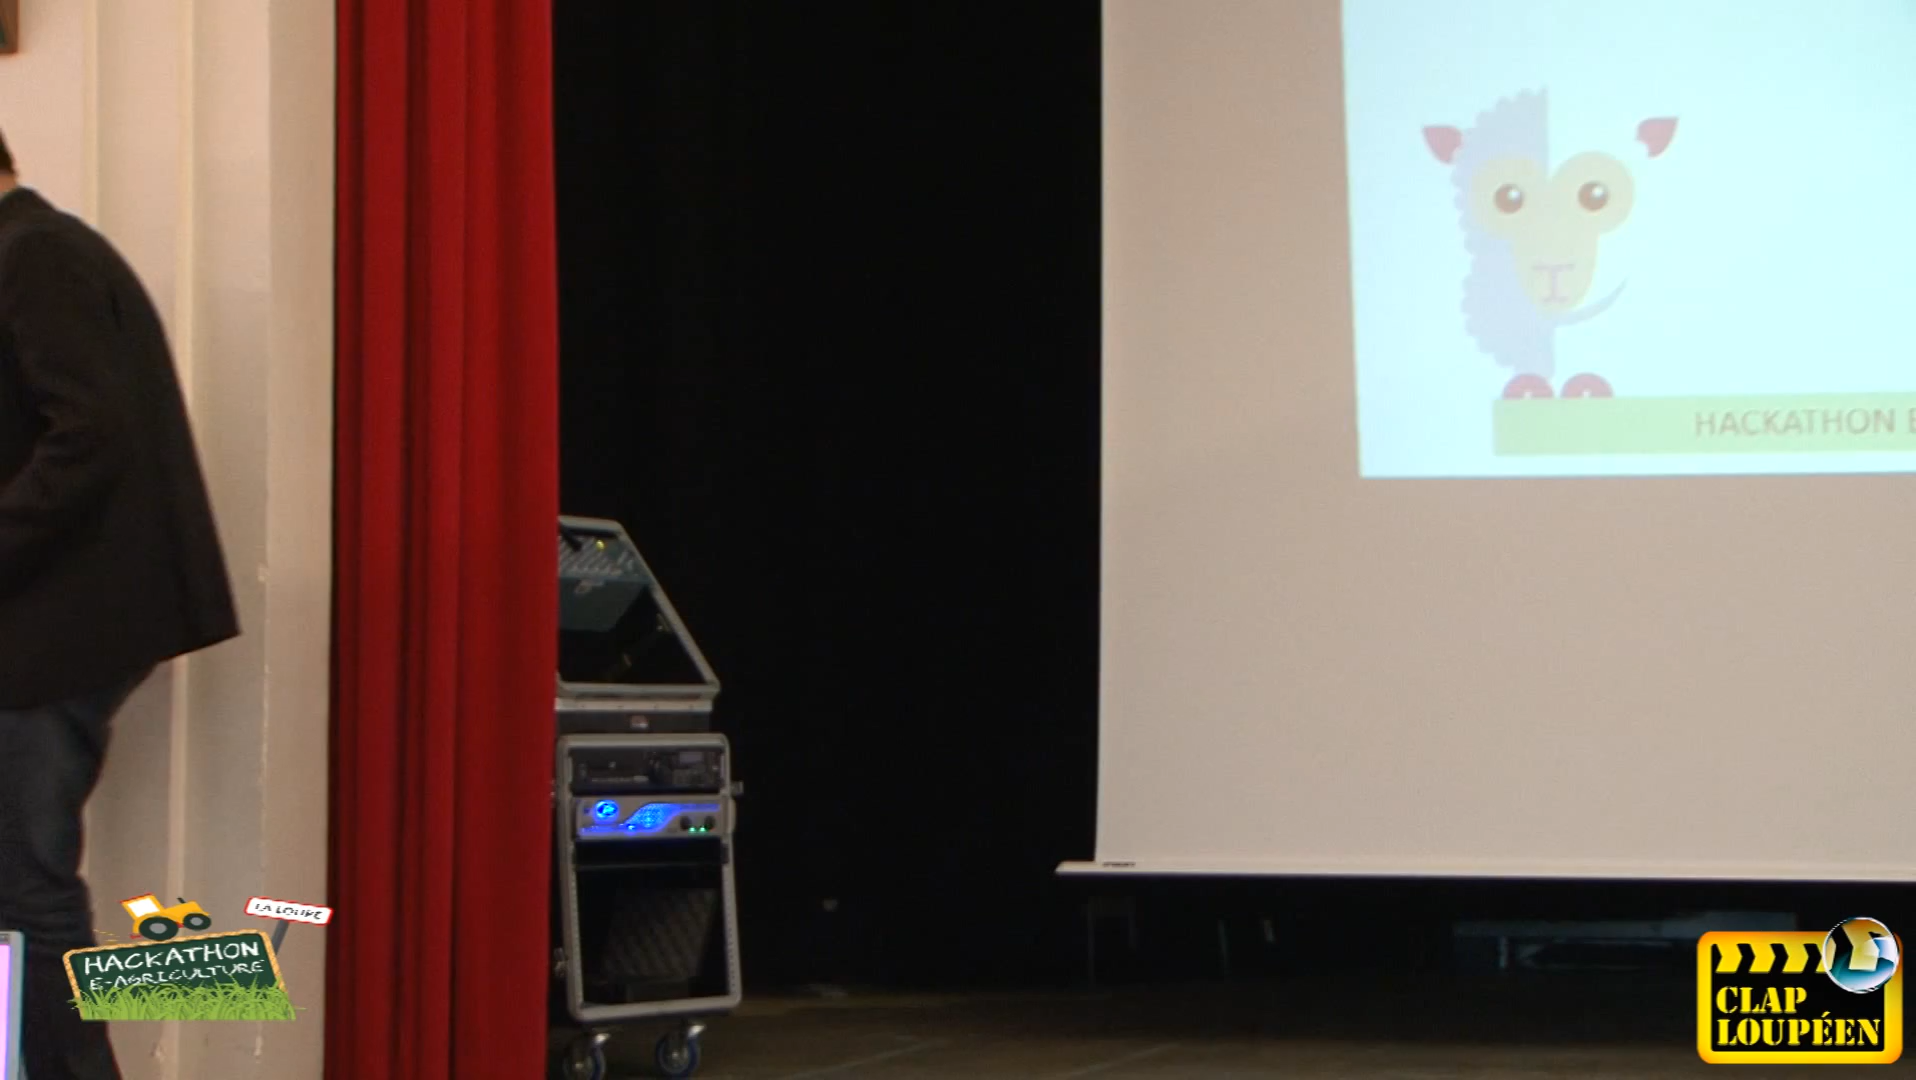 HACKATHON E
LA LOUPE
HACKATHON
E-AGRICULTURE
CLAP
LOUPÉEN